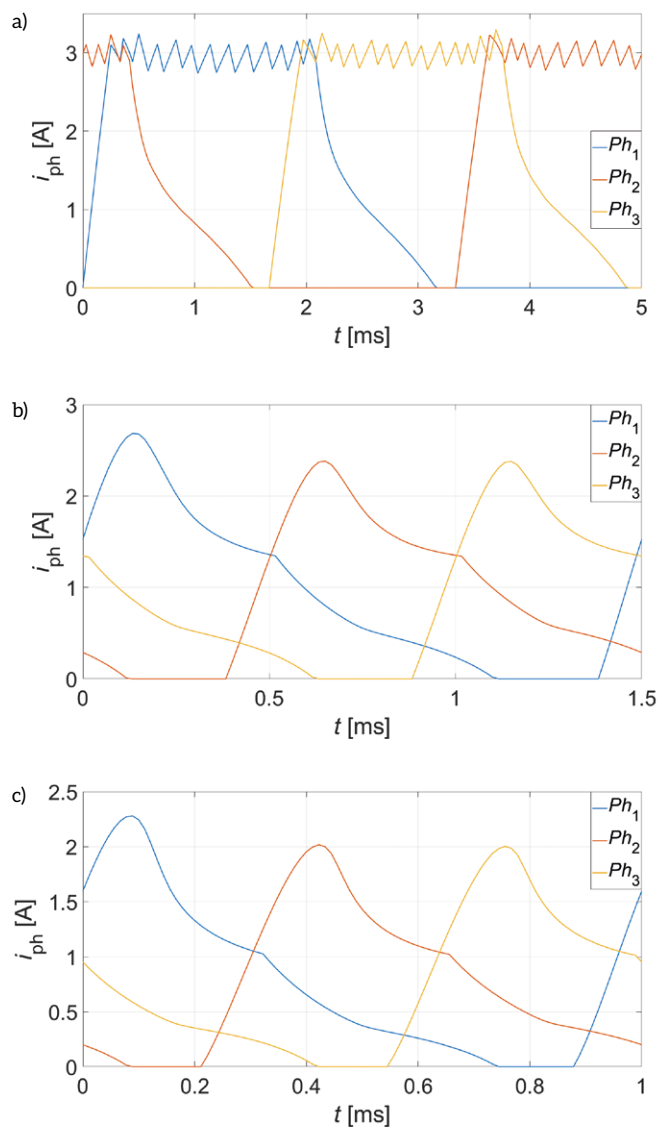 a)
3
2
1
0
i_ph [A]
Ph_1
Ph_2
Ph_3
0 1 2 3 4 5
t [ms]
b)
3
2
1
0
i_ph [A]
Ph_1
Ph_2
Ph_3
0 0.5 1 1.5
t [ms]
c)
2.5
2
1.5
1
0.5
0
i_ph [A]
Ph_1
Ph_2
Ph_3
0 0.2 0.4 0.6 0.8 1
t [ms]